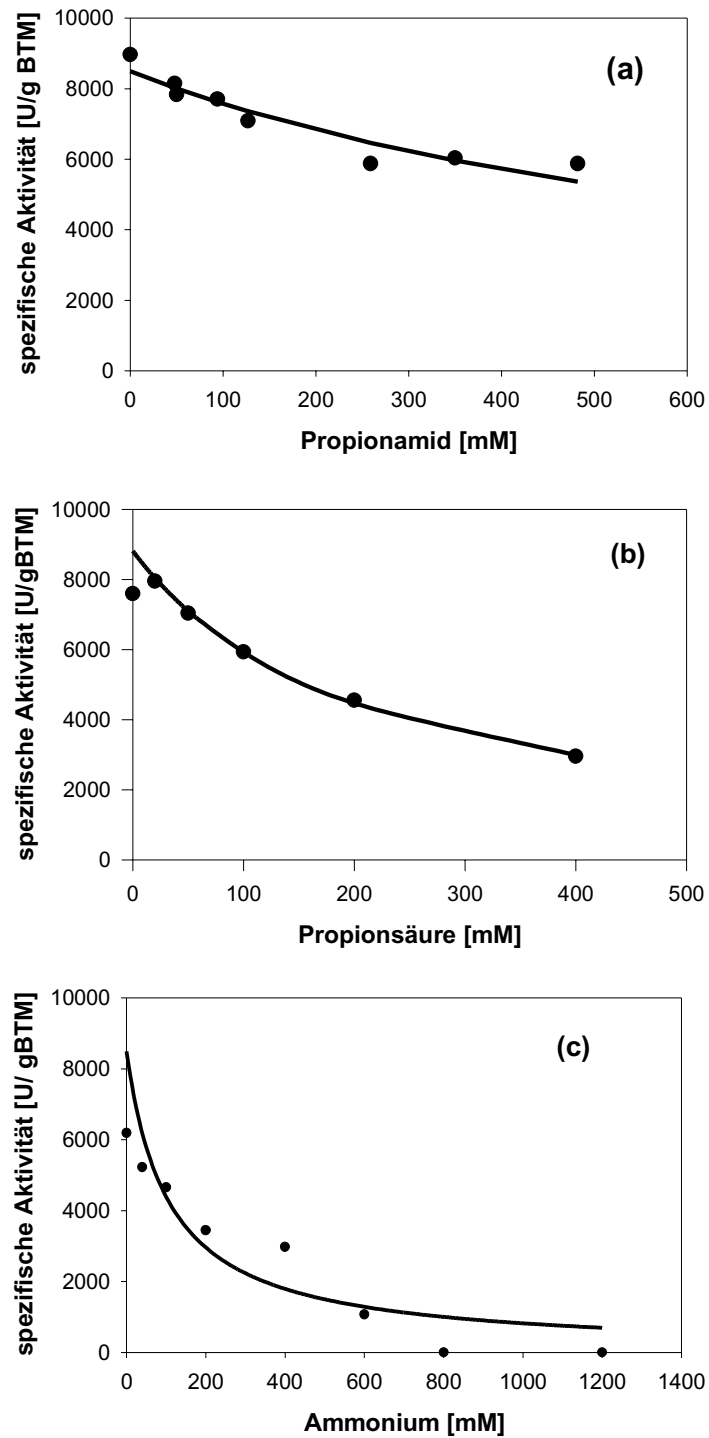 spezifische Aktivität [U/g BTM]
10000
8000
6000
4000
2000
0
(a)
0 100 200 300 400 500 600
Propionamid [mM]
spezifische Aktivität [U/gBTM]
10000
8000
6000
4000
2000
0
(b)
0 100 200 300 400 500
Propionsäure [mM]
spezifische Aktivität [U/ gBTM]
10000
8000
6000
4000
2000
0
(c)
0 200 400 600 800 1000 1200 1400
Ammonium [mM]